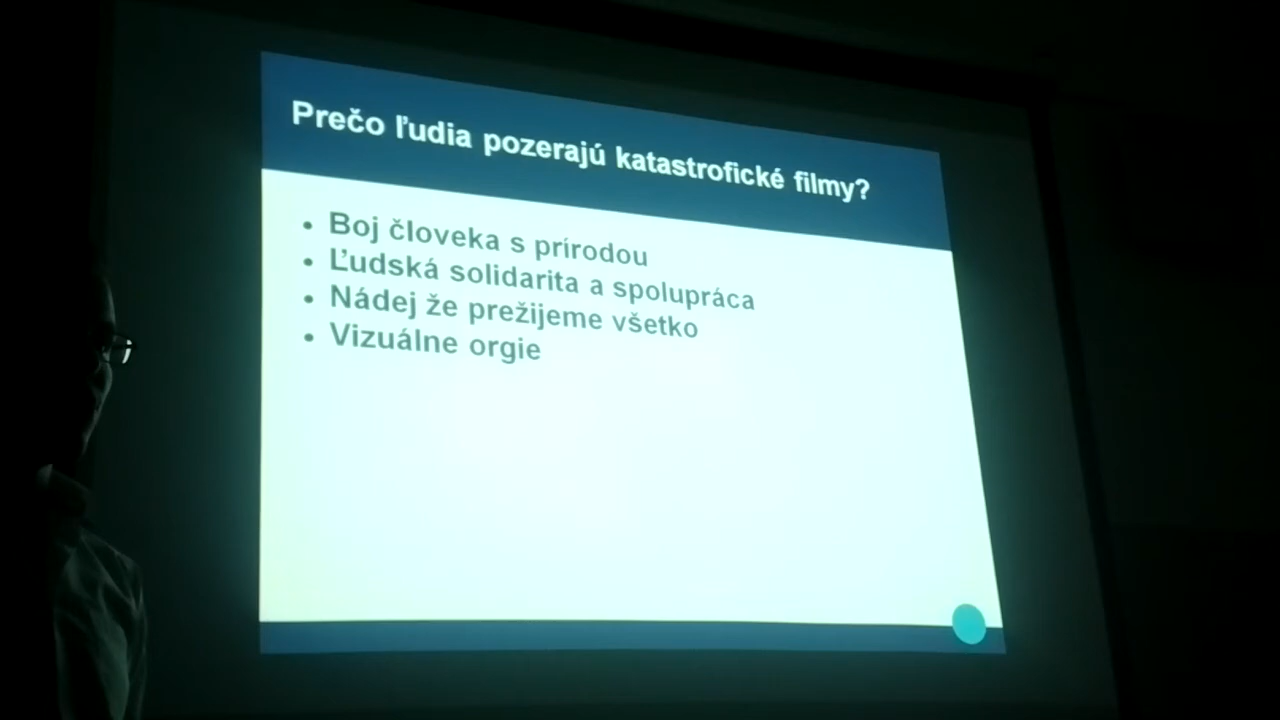 Prečo ľudia pozerajú katastrofické filmy?
• Boj človeka s prírodou
• Ľudská solidarita a spolupráca
• Nádej že prežijeme všetko
• Vizuálne orgie